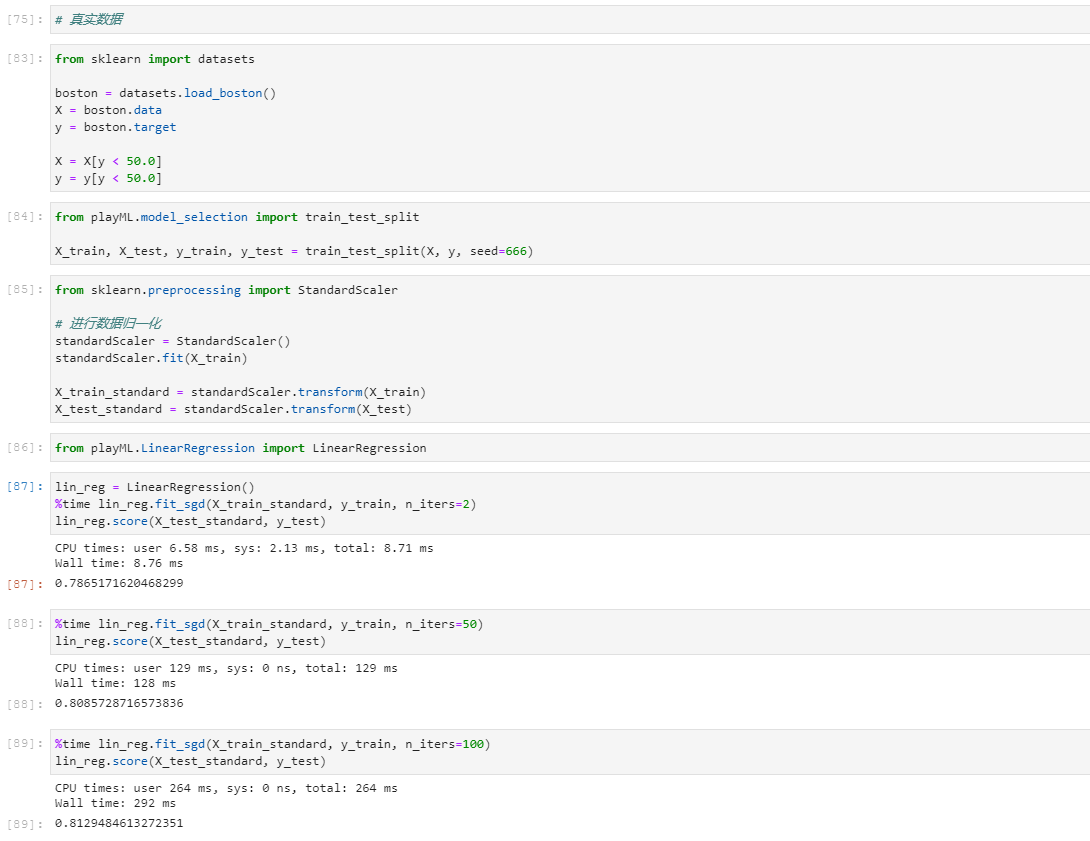 [75]: # 真实数据
[83]: from sklearn import datasets
boston = datasets.load_boston()
X = boston.data
y = boston.target
X = X[y < 50.0]
y = y[y < 50.0]
[84]: from playML.model_selection import train_test_split
X_train, X_test, y_train, y_test = train_test_split(X, y, seed=666)
[85]: from sklearn.preprocessing import StandardScaler
# 进行数据归一化
standardScaler = StandardScaler()
standardScaler.fit(X_train)
X_train_standard = standardScaler.transform(X_train)
X_test_standard = standardScaler.transform(X_test)
[86]: from playML.LinearRegression import LinearRegression
[87]: lin_reg = LinearRegression()
%time lin_reg.fit_sgd(X_train_standard, y_train, n_iters=2)
lin_reg.score(X_test_standard, y_test)
CPU times: user 6.58 ms, sys: 2.13 ms, total: 8.71 ms
Wall time: 8.76 ms
[87]: 0.7865171620468299
[88]: %time lin_reg.fit_sgd(X_train_standard, y_train, n_iters=50)
lin_reg.score(X_test_standard, y_test)
CPU times: user 129 ms, sys: 0 ns, total: 129 ms
Wall time: 128 ms
[88]: 0.8085728716573836
[89]: %time lin_reg.fit_sgd(X_train_standard, y_train, n_iters=100)
lin_reg.score(X_test_standard, y_test)
CPU times: user 264 ms, sys: 0 ns, total: 264 ms
Wall time: 292 ms
[89]: 0.8129484613272351